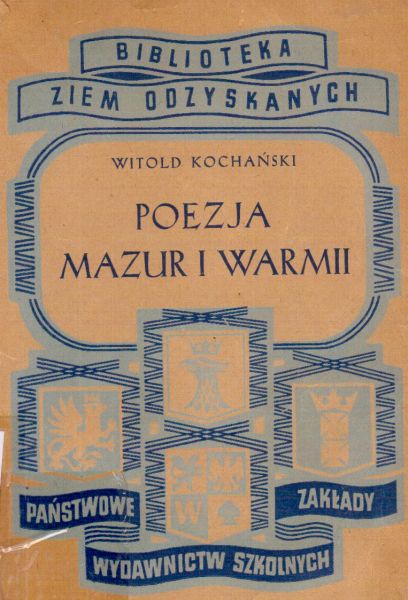 BIBLIOTEKA
ZIEM ODZYSKANYCH
WITOLD KOCHAŃSKI
POEZJA
MAZUR I WARMII
W
PAŃSTWOWE
ZAKŁADY
WYDAWNICTW SZKOLNYCH